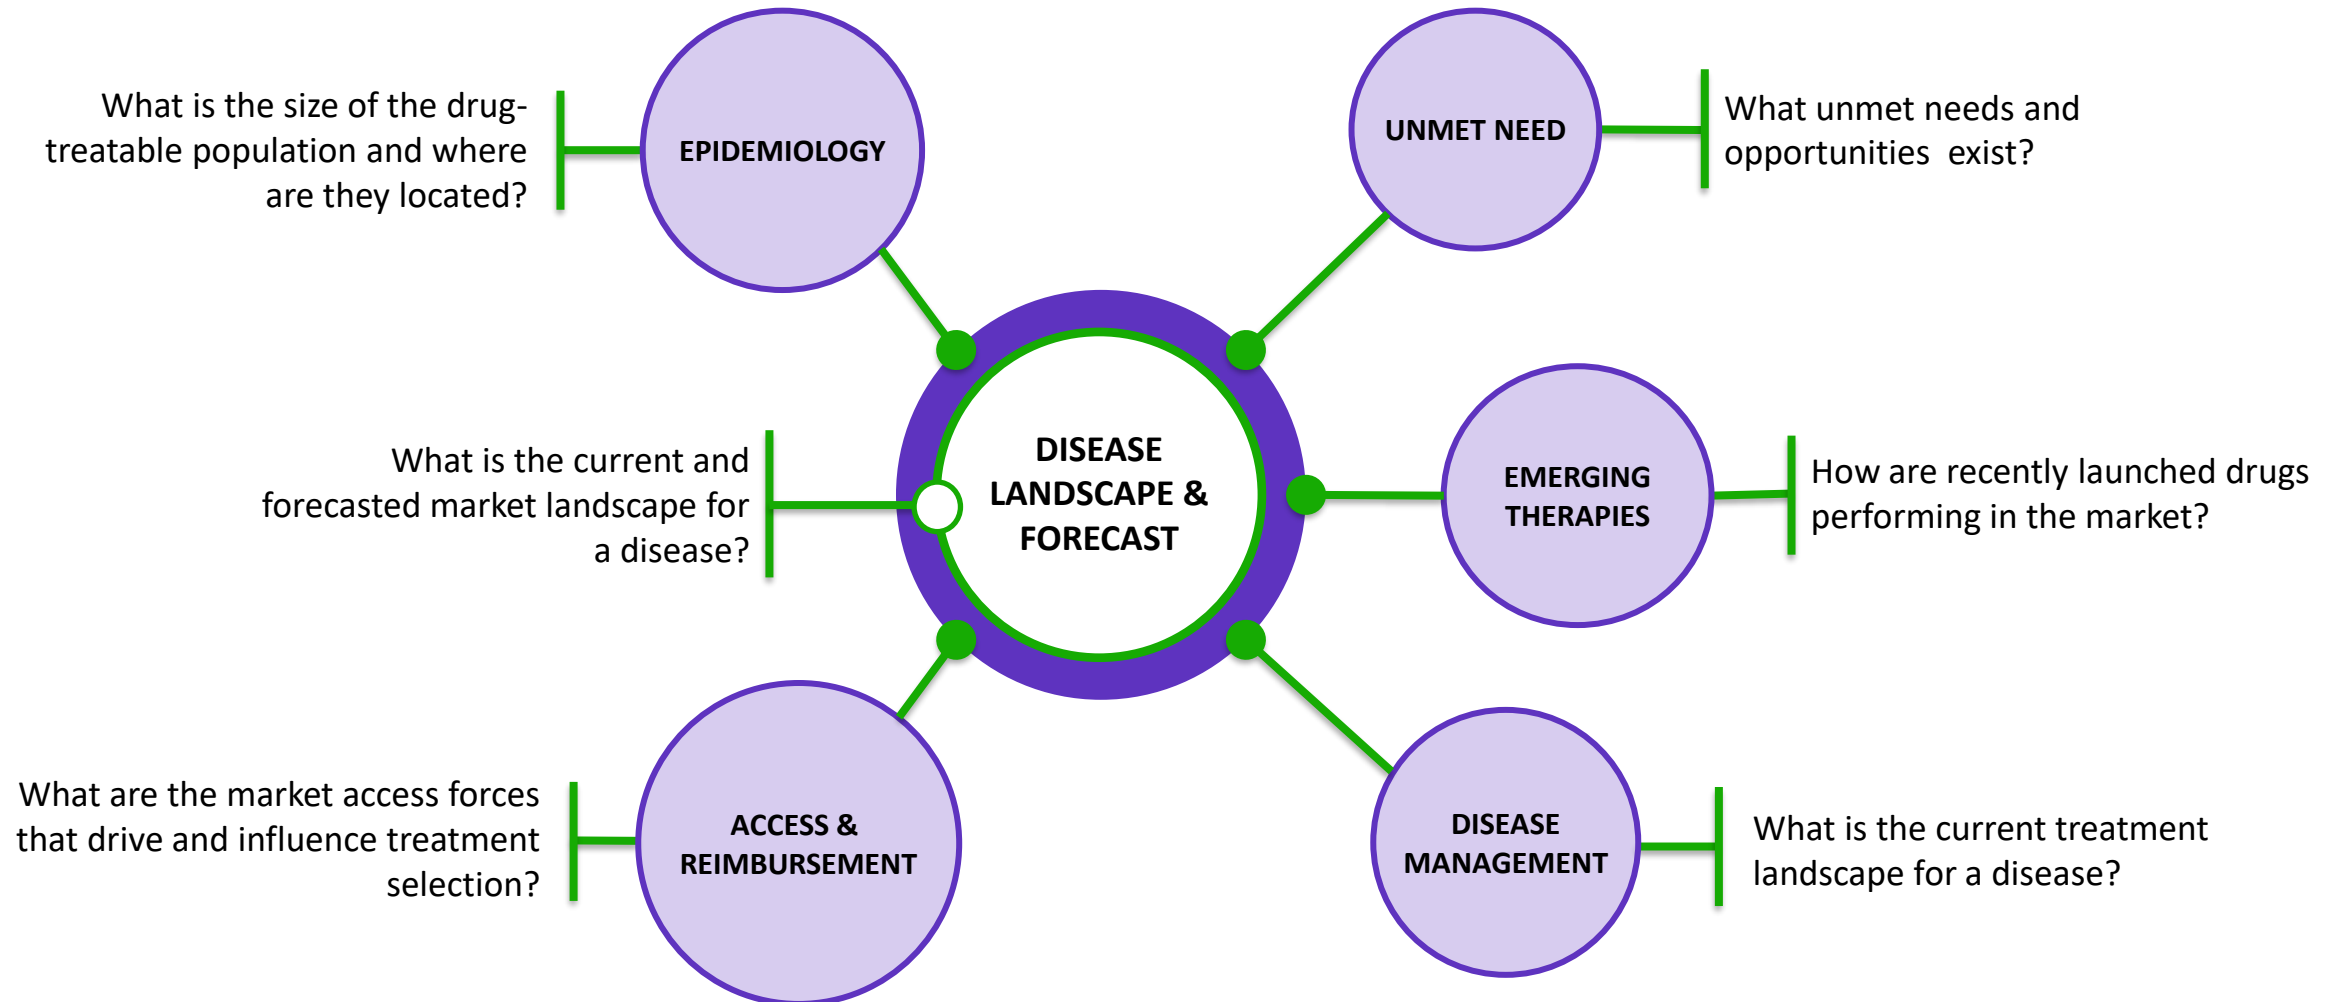 What is the size of the drug-
treatable population and where
are they located?
EPIDEMIOLOGY
UNMET NEED
What unmet needs and
opportunities  exist?
What is the current and
forecasted market landscape for
a disease?
DISEASE
LANDSCAPE &
FORECAST
EMERGING
THERAPIES
How are recently launched drugs
performing in the market?
What are the market access forces
that drive and influence treatment
selection?
ACCESS &
REIMBURSEMENT
DISEASE
MANAGEMENT
What is the current treatment
landscape for a disease?